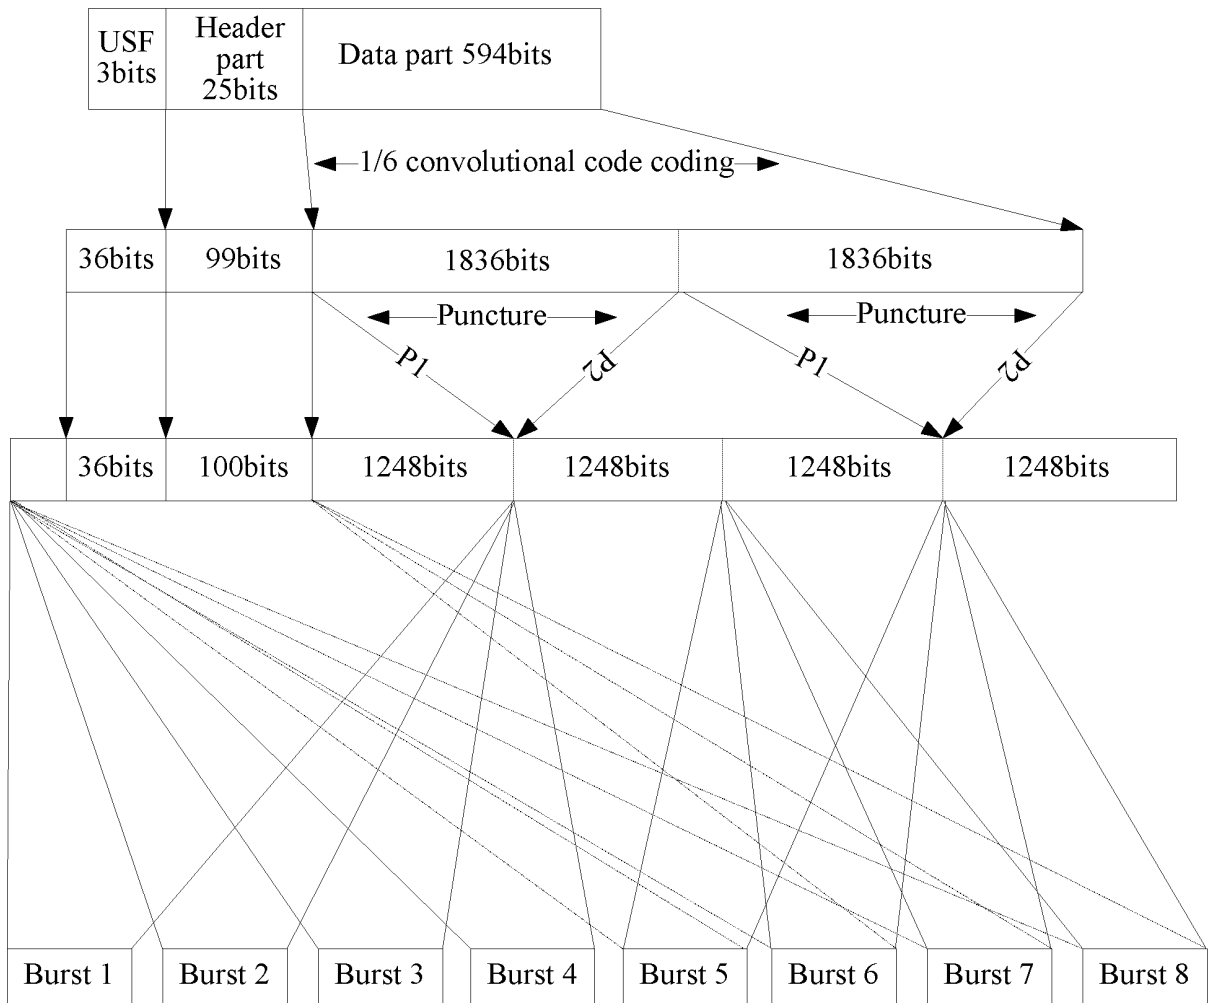 USF
3bits
Header
part
25bits
Data part 594bits
1/6 convolutional code coding
36bits
99bits
1836bits
1836bits
Puncture
Puncture
P1
P2
P1
P2
36bits
100bits
1248bits
1248bits
1248bits
1248bits
Burst 1
Burst 2
Burst 3
Burst 4
Burst 5
Burst 6
Burst 7
Burst 8